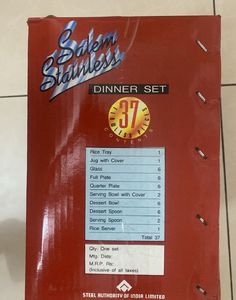 Salem
Stainless
DINNER SET
37
CONTENTS
Rice Tray 1
Jug with Cover 1
Glass 6
Full Plate 6
Quarter Plate 6
Serving Bowl with Cover 2
Dessert Bowl 6
Dessert Spoon 6
Serving Spoon 2
Rice Server 1
Total 37
Qty. One set
Mfg. Date:
M.R.P. Rs:
(Inclusive of all taxes)
STEEL AUTHORITY OF INDIA LIMITED